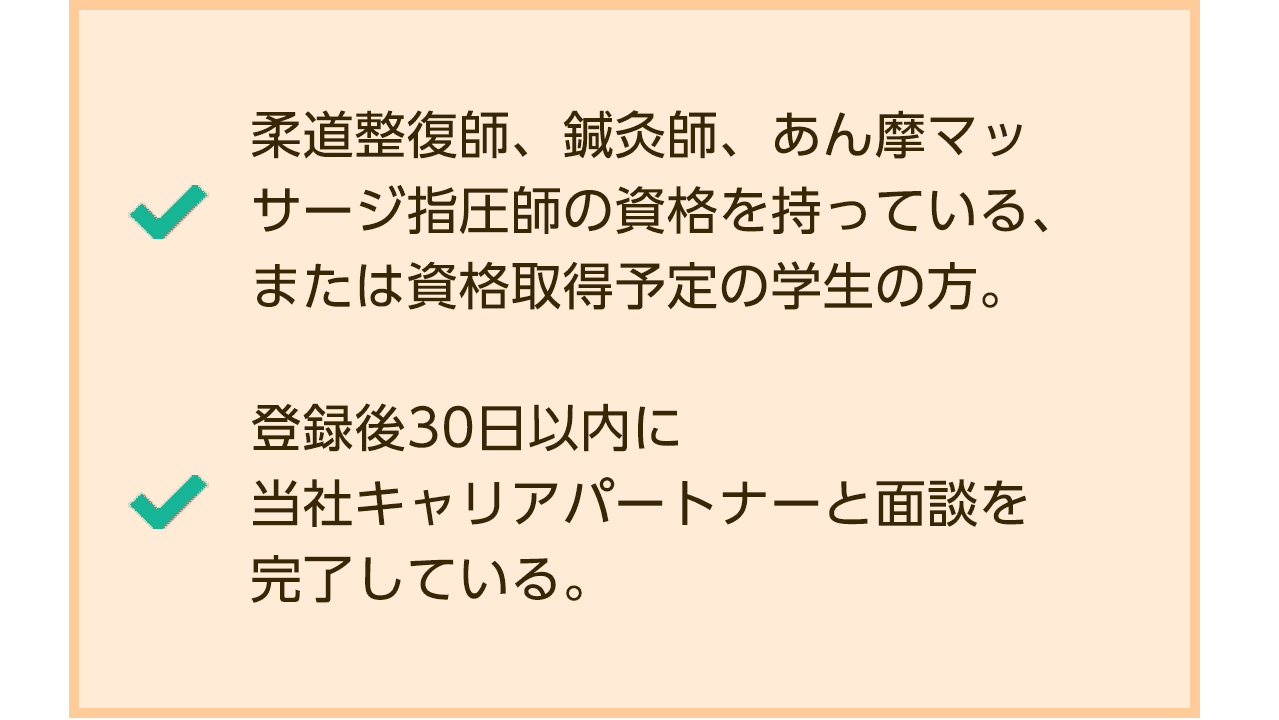 柔道整復師、鍼灸師、あん摩マッ
サージ指圧師の資格を持っている、
または資格取得予定の学生の方。
登録後30日以内に
当社キャリアパートナーと面談を
完了している。